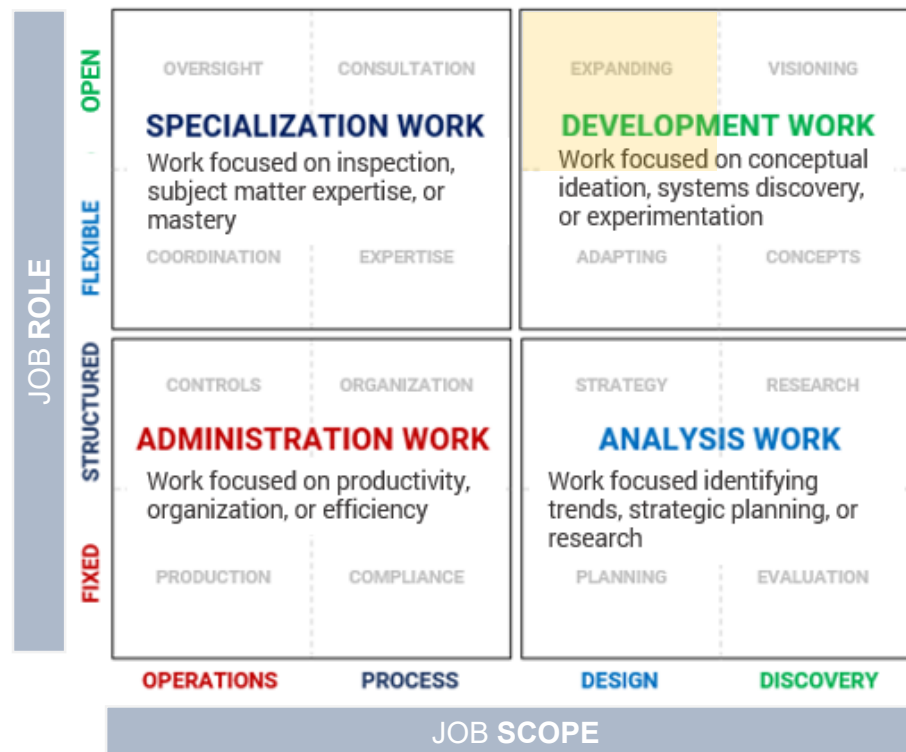 OVERSIGHT CONSULTATION EXPANDING VISIONING
SPECIALIZATION WORK
Work focused on inspection,
subject matter expertise, or
mastery
DEVELOPMENT WORK
Work focused on conceptual
ideation, systems discovery,
or experimentation
COORDINATION EXPERTISE ADAPTING CONCEPTS
CONTROLS ORGANIZATION STRATEGY RESEARCH
ADMINISTRATION WORK
Work focused on productivity,
organization, or efficiency
ANALYSIS WORK
Work focused identifying
trends, strategic planning, or
research
PRODUCTION COMPLIANCE PLANNING EVALUATION
JOB ROLE
OPEN
FLEXIBLE
STRUCTURED
FIXED
OPERATIONS PROCESS DESIGN DISCOVERY
JOB SCOPE